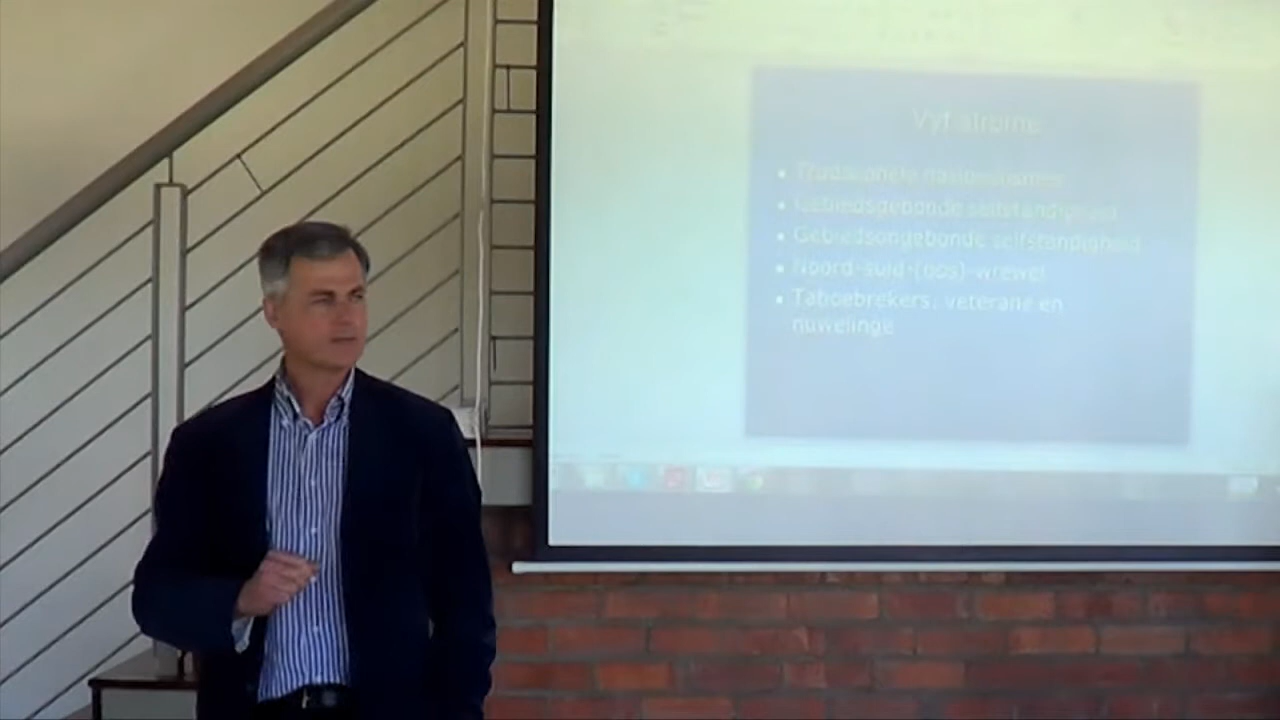 Vyf strome
Tradisionele nasionalisme
Gebiedsgebonde selfstandigheid
Gebiedsongebonde selfstandigheid
Noord-suid-(oos)-wrewel
Taboebrekers, veterane en
nuwelinge